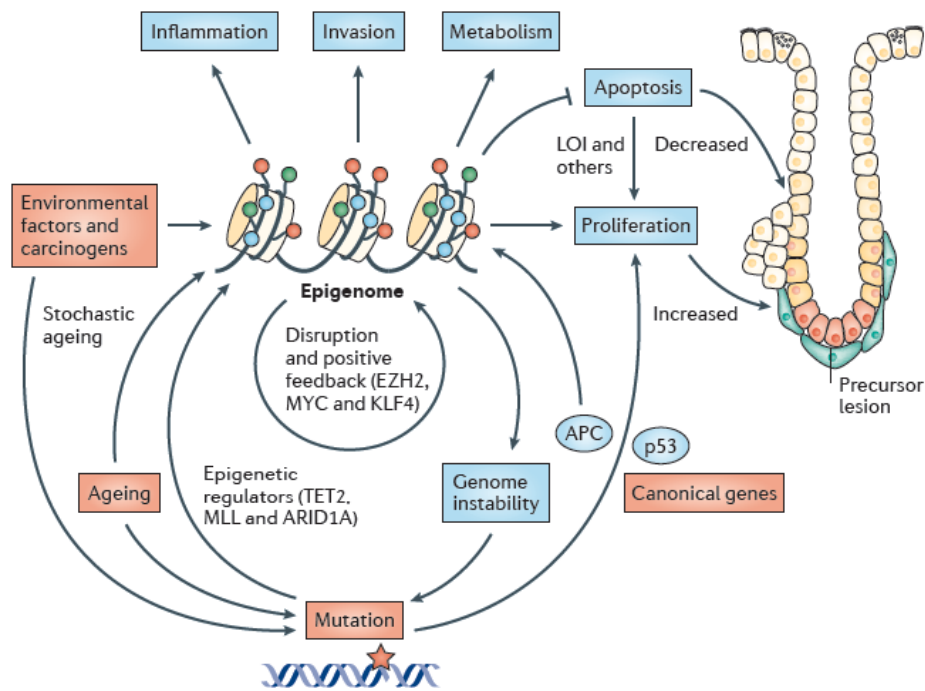 Inflammation
Invasion
Metabolism
Apoptosis
LOI and
others
Decreased
Environmental
factors and
carcinogens
Proliferation
Epigenome
Stochastic
ageing
Disruption
and positive
feedback (EZH2,
MYC and KLF4)
Increased
Precursor
lesion
APC
p53
Ageing
Epigenetic
regulators (TET2,
MLL and ARID1A)
Genome
instability
Canonical genes
Mutation